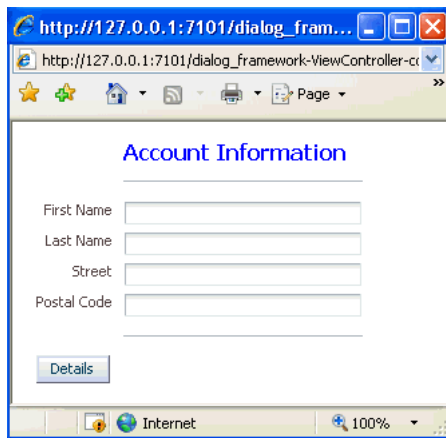 http://127.0.0.1:7101/dialog_fram...
http://127.0.0.1:7101/dialog_framework-ViewController-co
Page
Account Information
First Name
Last Name
Street
Postal Code
Details
Internet
100%